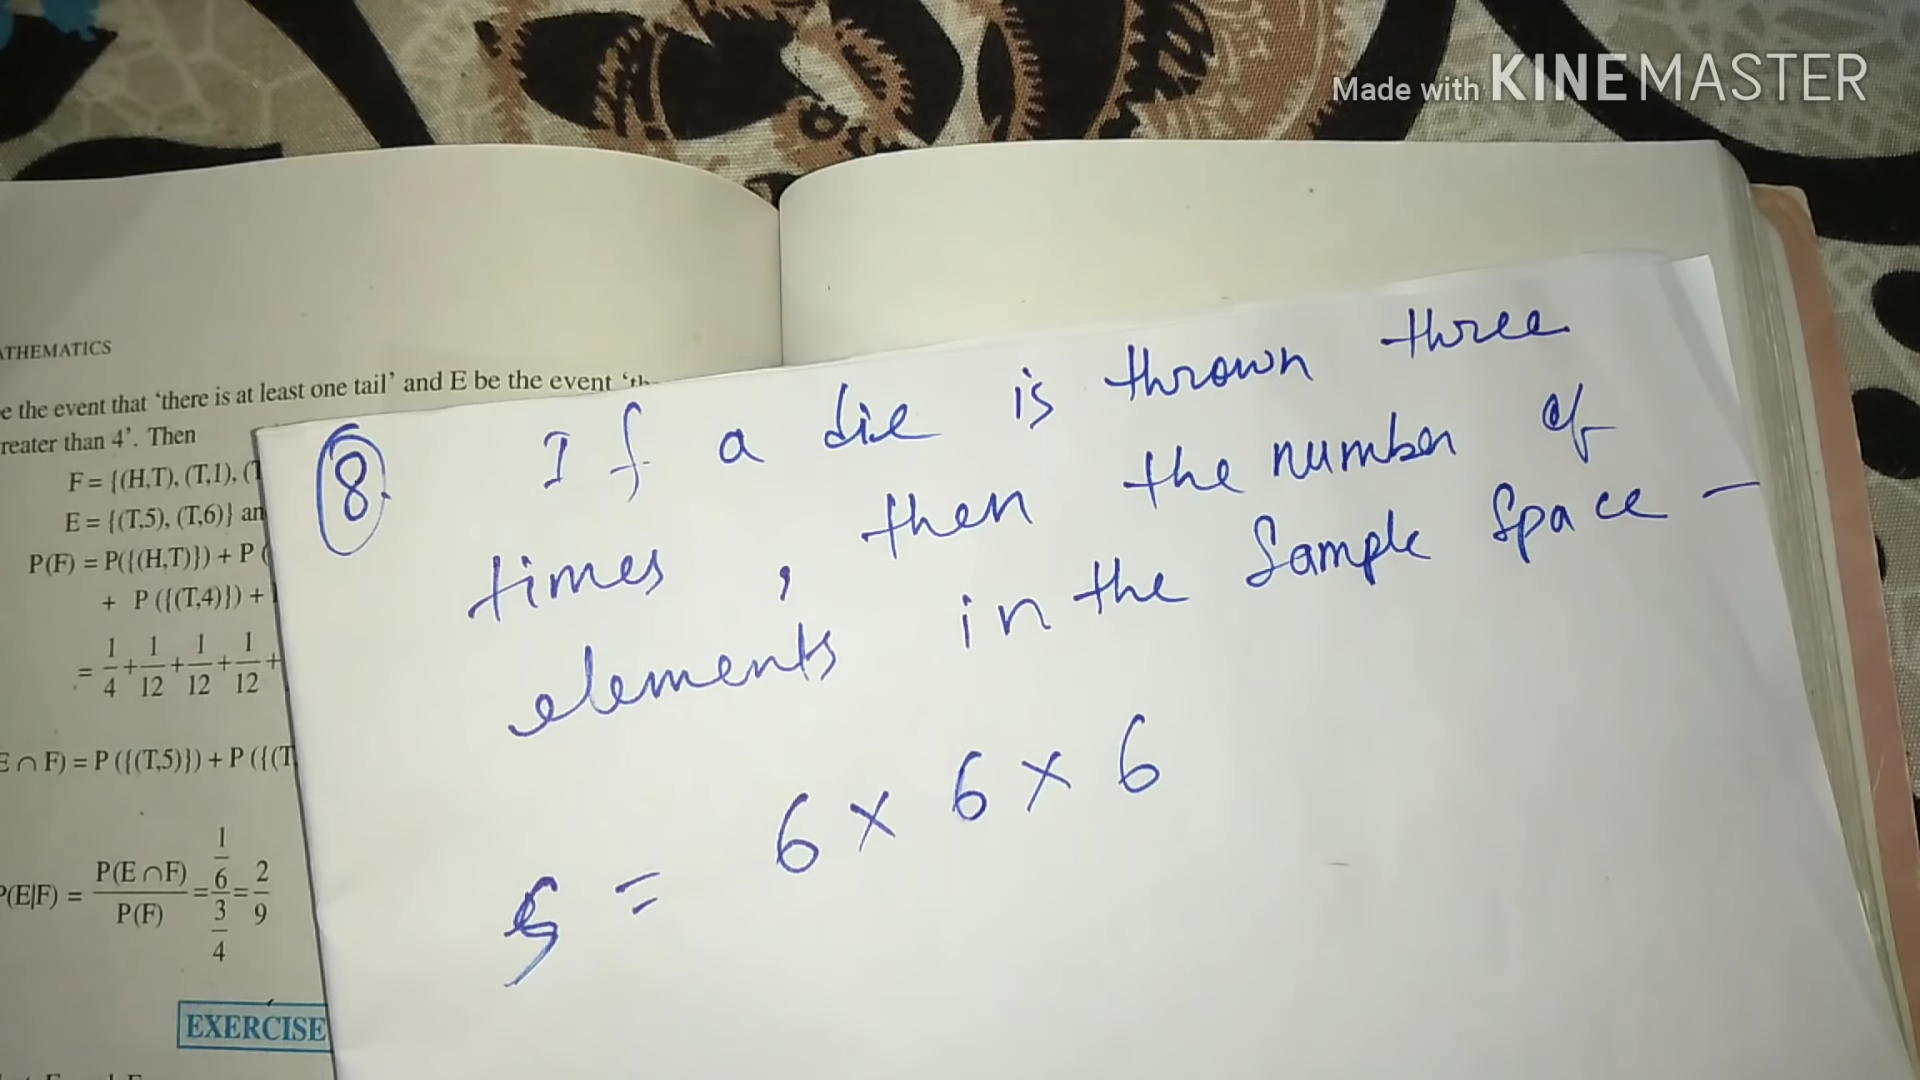 Made with KINEMASTER
ATHEMATICS
e the event that ‘there is at least one tail’ and E be the event
reater than 4’. Then
F = {(H,T), (T,1), (T
E = {(T,5), (T,6)} an
P(F) = P({(H,T)}) + P (
+ P ({(T,4)}) +
= 1/4 + 1/12 + 1/12 + 1/12 +
E ∩ F) = P ({(T,5)}) + P ({(T,
P(E|F) = P(E ∩ F)/P(F) = 1/6 / 3/4 = 2/9
EXERCISE
8. If a die is thrown three
times, then the number of
elements in the Sample Space –
S = 6 × 6 × 6